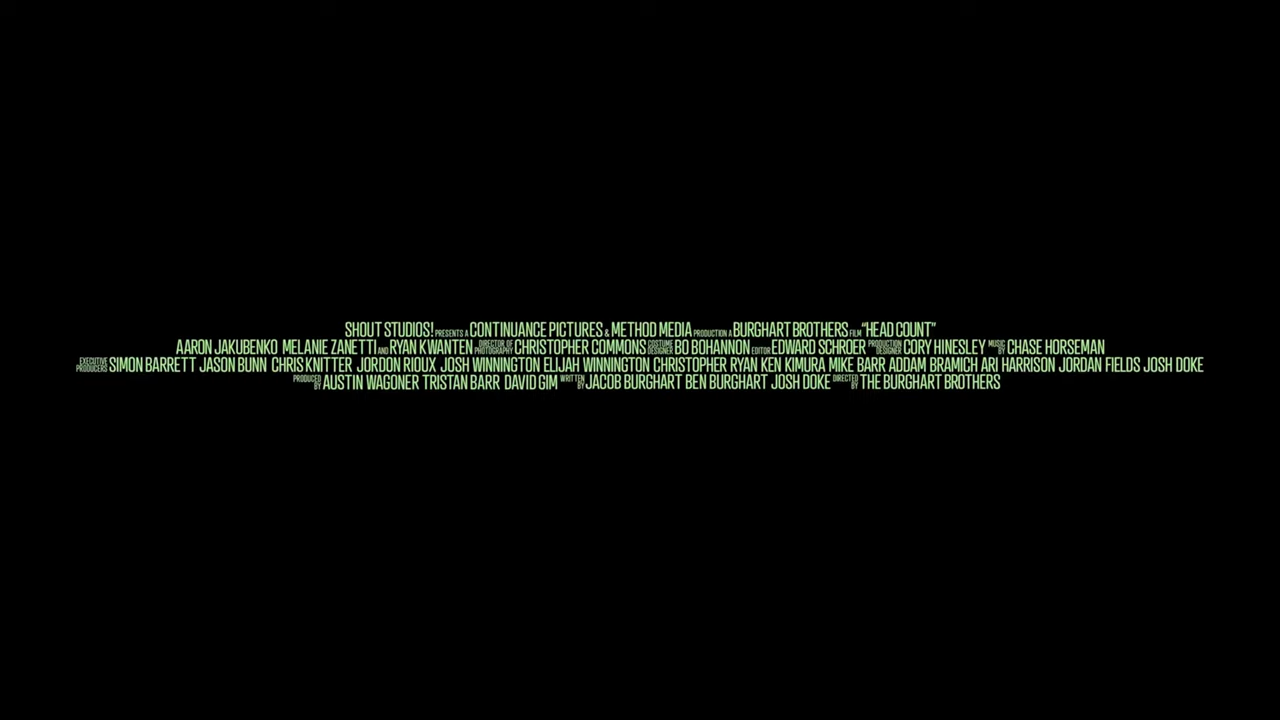 SHOUT STUDIOS! PRESENTS A CONTINUANCE PICTURES & METHOD MEDIA PRODUCTION A BURGHART BROTHERS FILM “HEAD COUNT”
AARON JAKUBENKO MELANIE ZANETTI AND RYAN KWANTEN DIRECTOR OF PHOTOGRAPHY CHRISTOPHER COMMONS COSTUME DESIGNER BO BOHANNON EDITOR EDWARD SCHROER PRODUCTION DESIGNER CORY HINESLEY MUSIC BY CHASE HORSEMAN
EXECUTIVE PRODUCERS SIMON BARRETT JASON BUNN CHRIS KNITTER JORDON RIOUX JOSH WINNINGTON ELIJAH WINNINGTON CHRISTOPHER RYAN KEN KIMURA MIKE BARR ADDAM BRAMICH ARI HARRISON JORDAN FIELDS JOSH DOKE
PRODUCED BY AUSTIN WAGONER TRISTAN BARR DAVID GIM WRITTEN BY JACOB BURGHART BEN BURGHART JOSH DOKE DIRECTED BY THE BURGHART BROTHERS